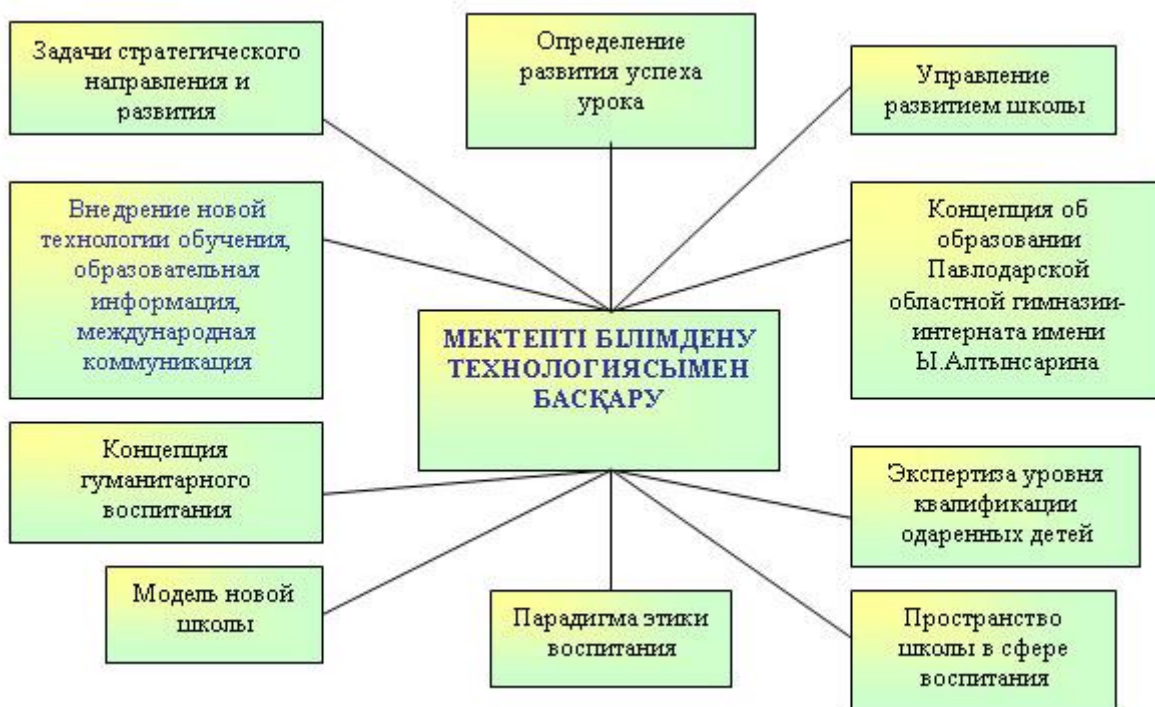 Задачи стратегического
направления и
развития
Определение
развития успеха
урока
Управление
развитием школы
Внедрение новой
технологии обучения,
образовательная
информация,
международная
коммуникация
МЕКТЕПТІ БІЛІМДЕНУ
ТЕХНОЛОГИЯСЫМЕН
БАСҚАРУ
Концепция об
образовании
Павлодарской
областной гимназии-
интерната имени
Ы.Алтынсарина
Концепция
гуманитарного
воспитания
Экспертиза уровня
квалификации
одаренных детей
Модель новой
школы
Парадигма этики
воспитания
Пространство
школы в сфере
воспитания